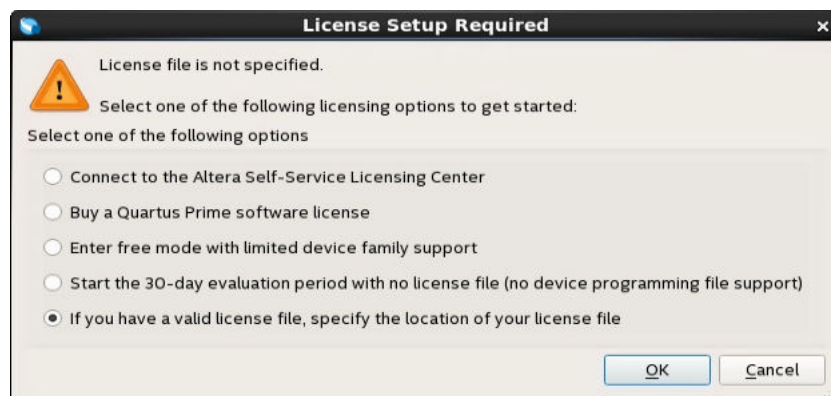 License Setup Required
License file is not specified.
Select one of the following licensing options to get started:
Select one of the following options
Connect to the Altera Self-Service Licensing Center
Buy a Quartus Prime software license
Enter free mode with limited device family support
Start the 30-day evaluation period with no license file (no device programming file support)
If you have a valid license file, specify the location of your license file
OK Cancel